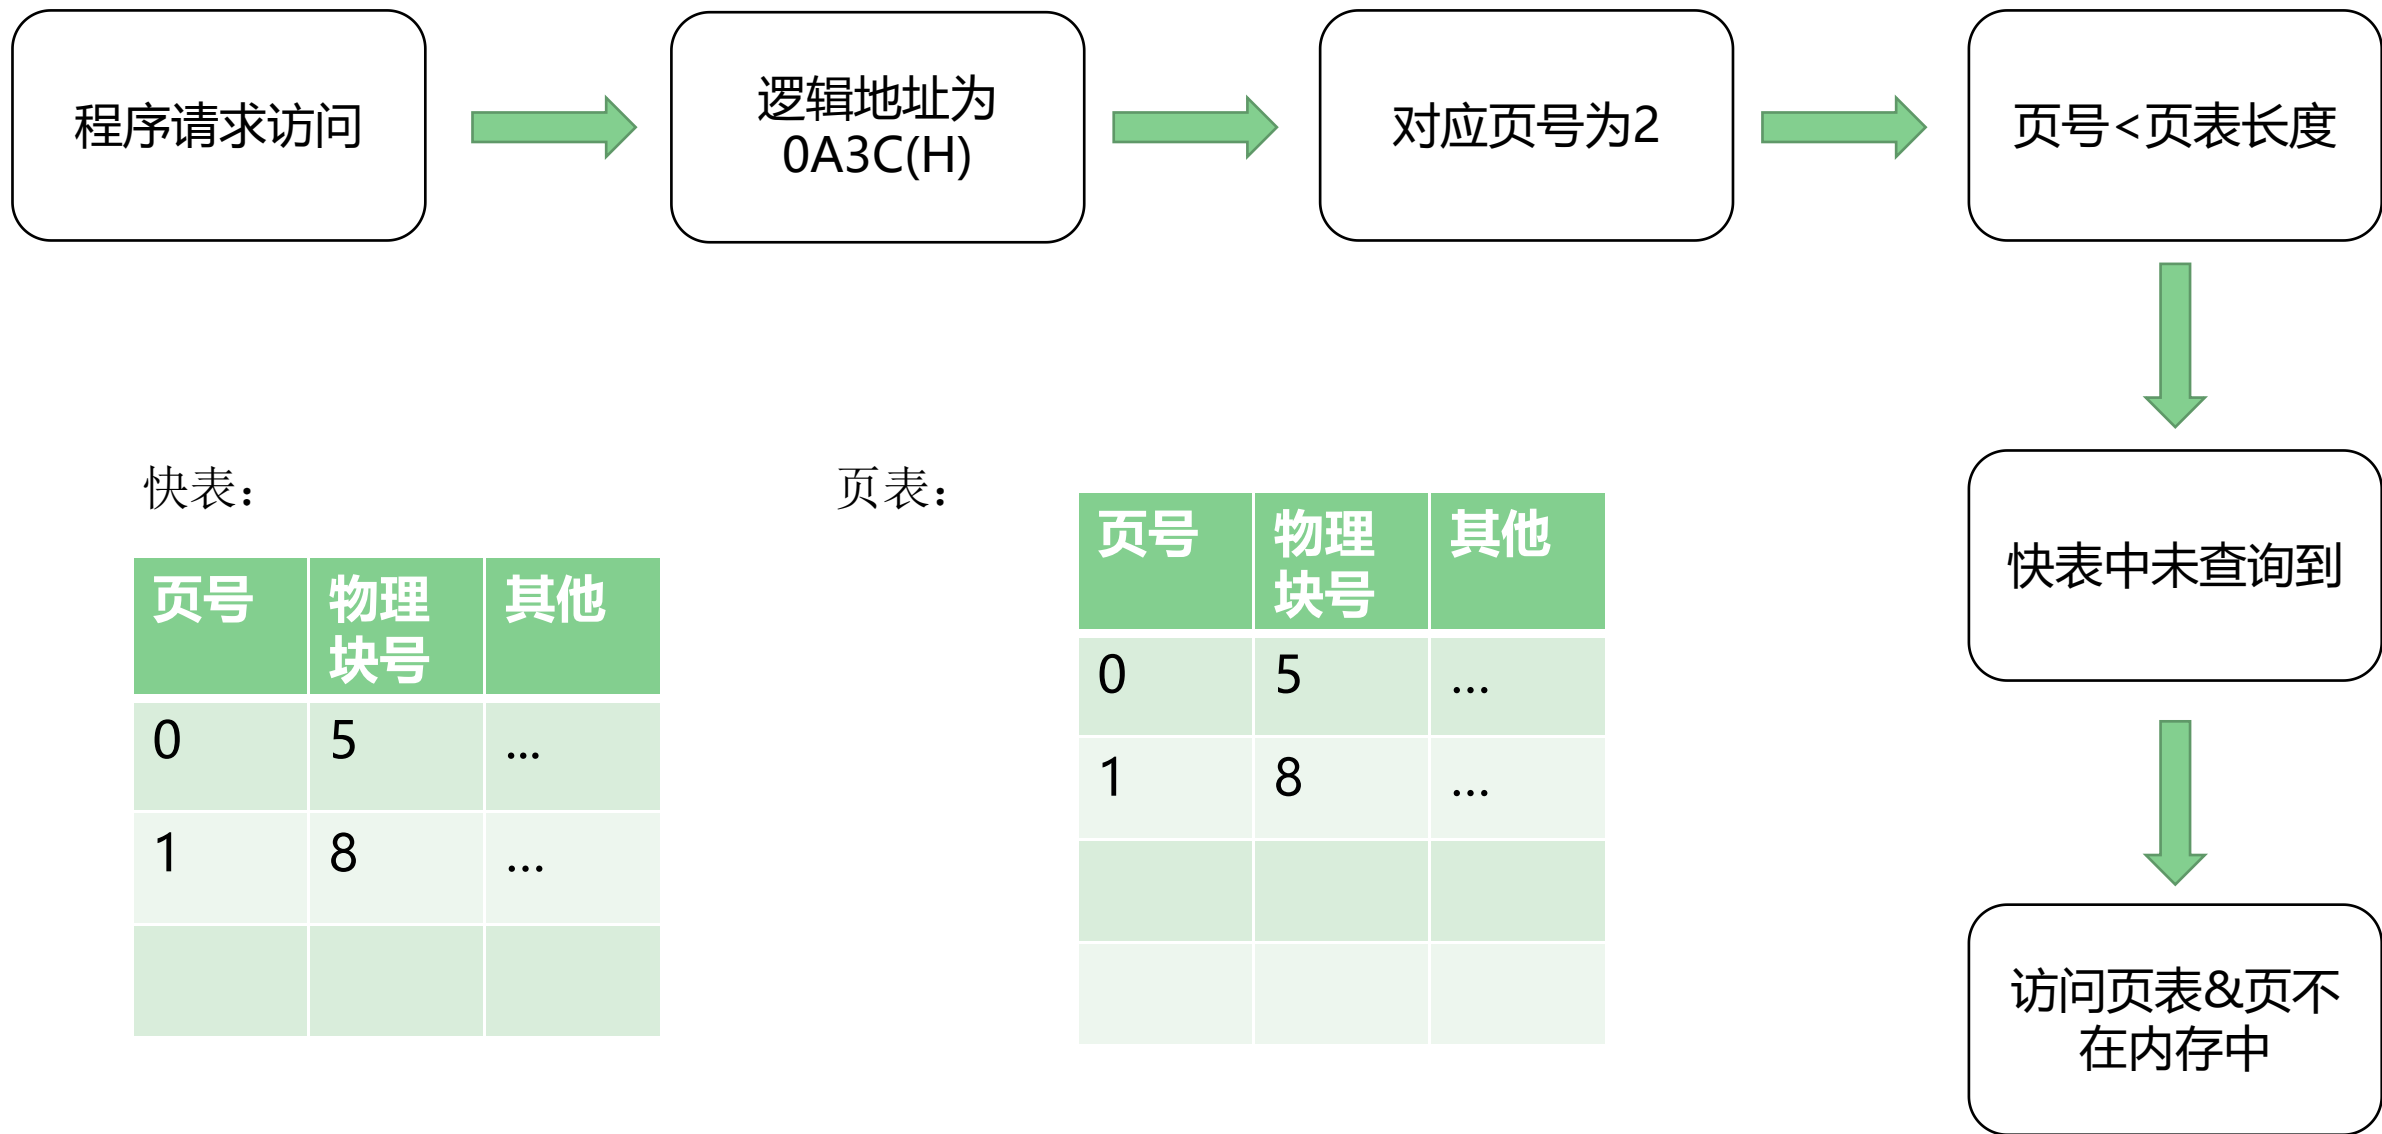 程序请求访问
逻辑地址为
0A3C(H)
对应页号为2
页号<页表长度
快表中未查询到
访问页表&页不
在内存中
快表：
页号 物理 其他
块号
0 5 ...
1 8 ...
页表：
页号 物理 其他
块号
0 5 ...
1 8 ...